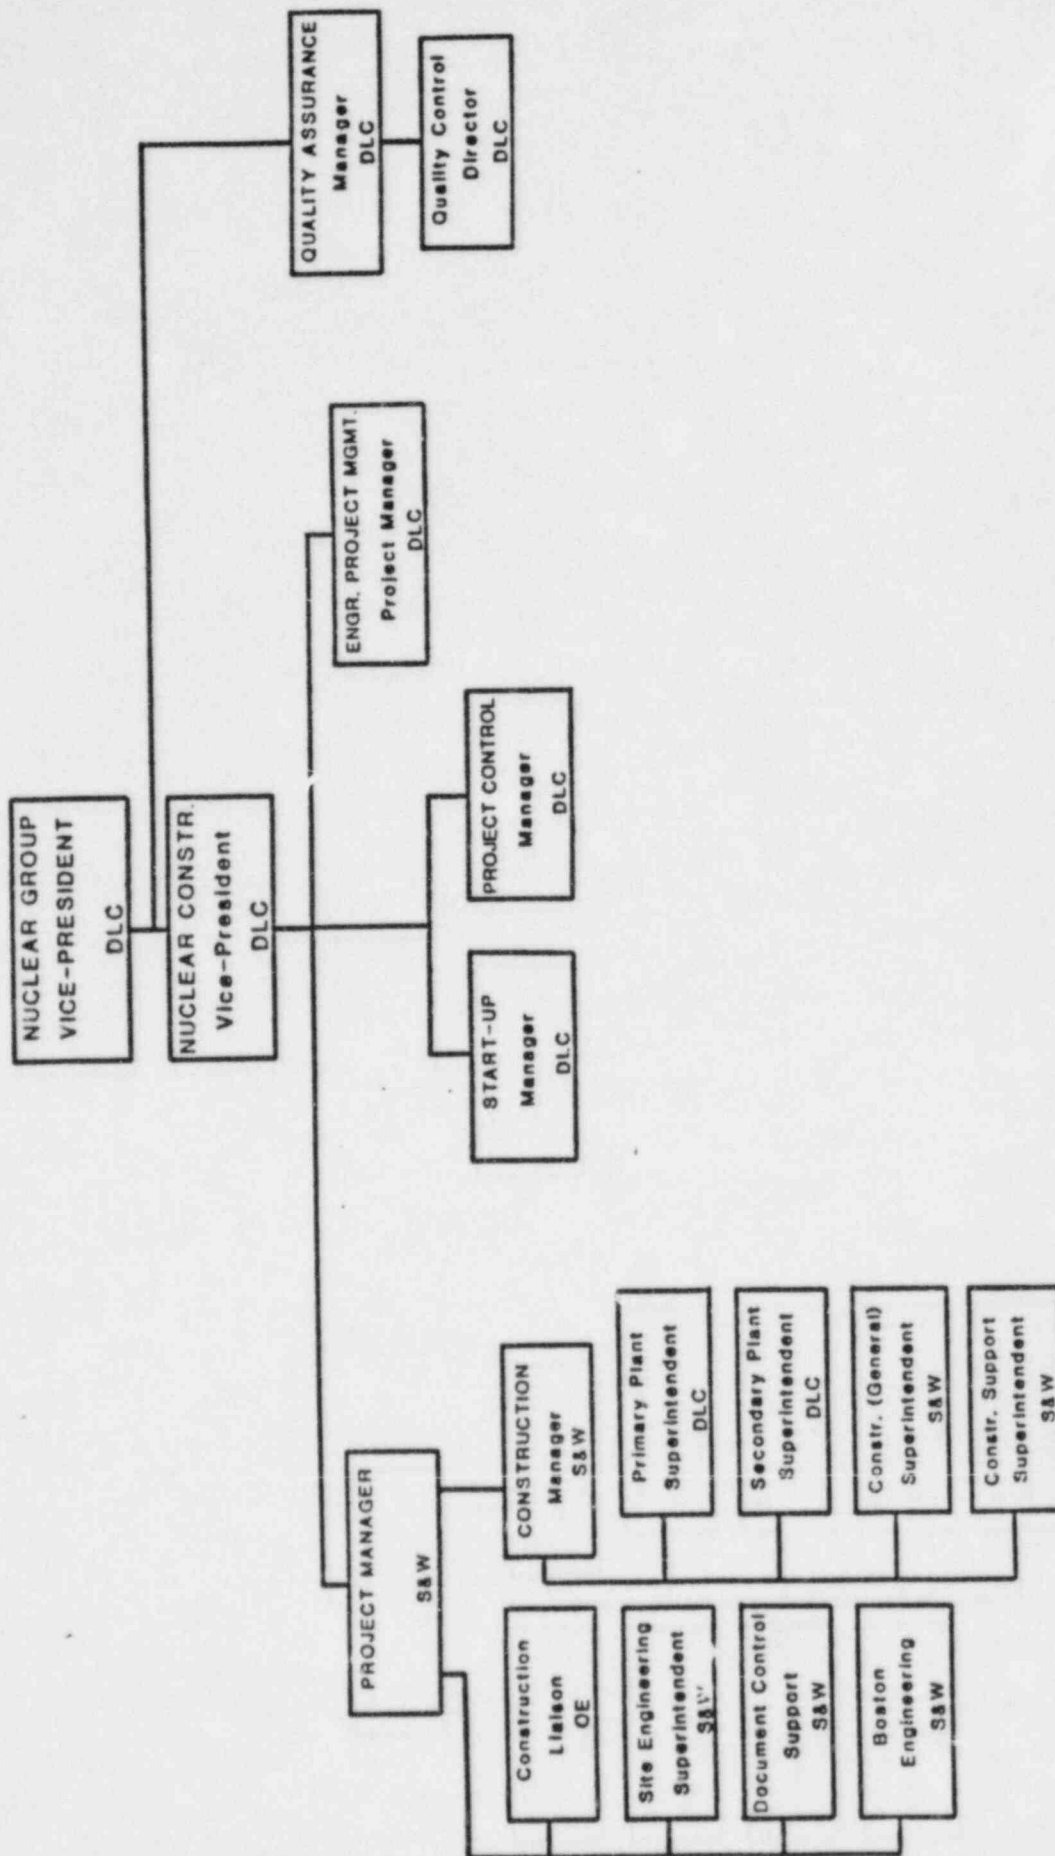 NUCLEAR GROUP
VICE-PRESIDENT
DLC
NUCLEAR CONSTR.
Vice-President
DLC
QUALITY ASSURANCE
Manager
DLC
Quality Control
Director
DLC
PROJECT MANAGER
S&W
ENGR. PROJECT MGMT.
Project Manager
DLC
START-UP
Manager
DLC
PROJECT CONTROL
Manager
DLC
Construction
Liaison
OE
Site Engineering
Superintendent
S&W
Document Control
Support
S&W
Boston
Engineering
S&W
CONSTRUCTION
Manager
S&W
Primary Plant
Superintendent
DLC
Secondary Plant
Superintendent
DLC
Constr. (General)
Superintendent
S&W
Constr. Support
Superintendent
S&W